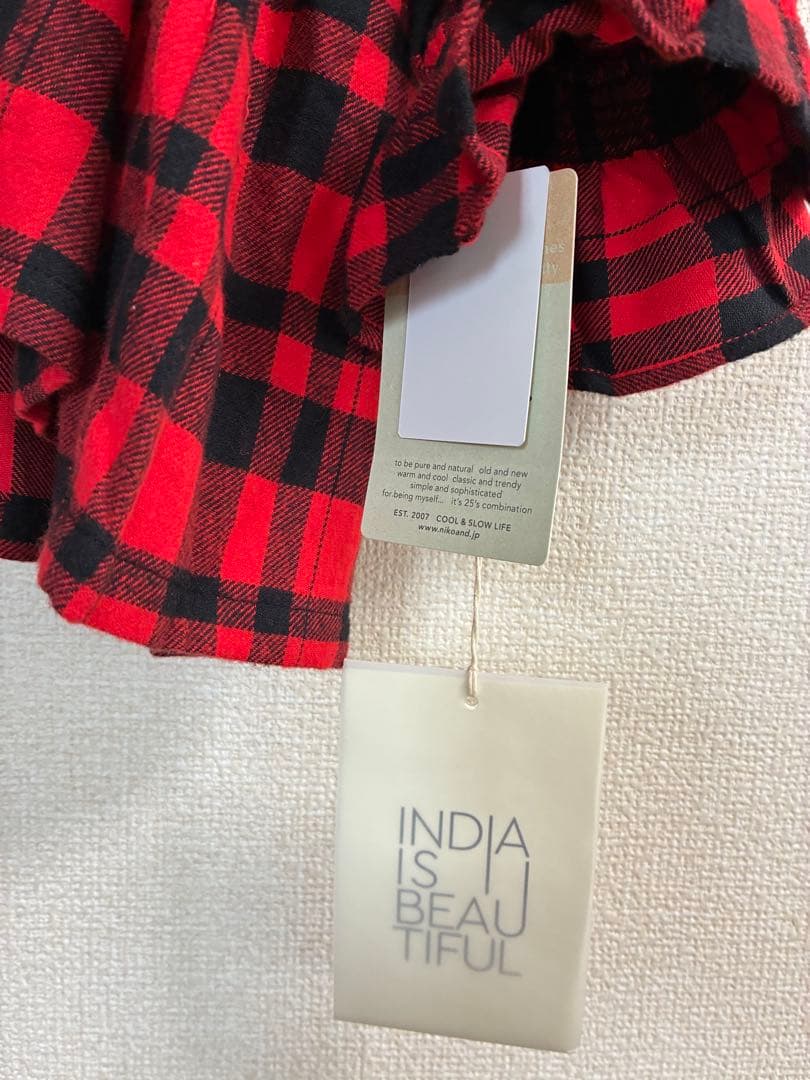 to be pure and natural old and new
warm and cool classic and trendy
simple and sophisticated
for being myself... it's 25's combination
EST. 2007 COOL & SLOW LIFE
www.nikoand.jp
INDIA
IS
BEAU
TIFUL